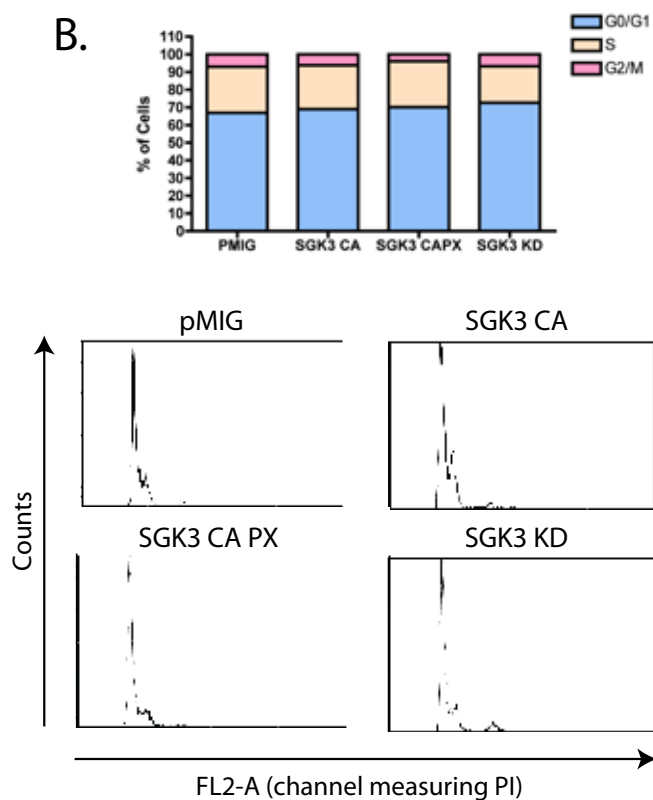 B.
G0/G1
S
G2/M
110
100
90
80
70
60
50
40
30
20
10
0
% of Cells
PMIG SGK3 CA SGK3 CAPX SGK3 KD
pMIG SGK3 CA
SGK3 CA PX SGK3 KD
Counts
FL2-A (channel measuring PI)